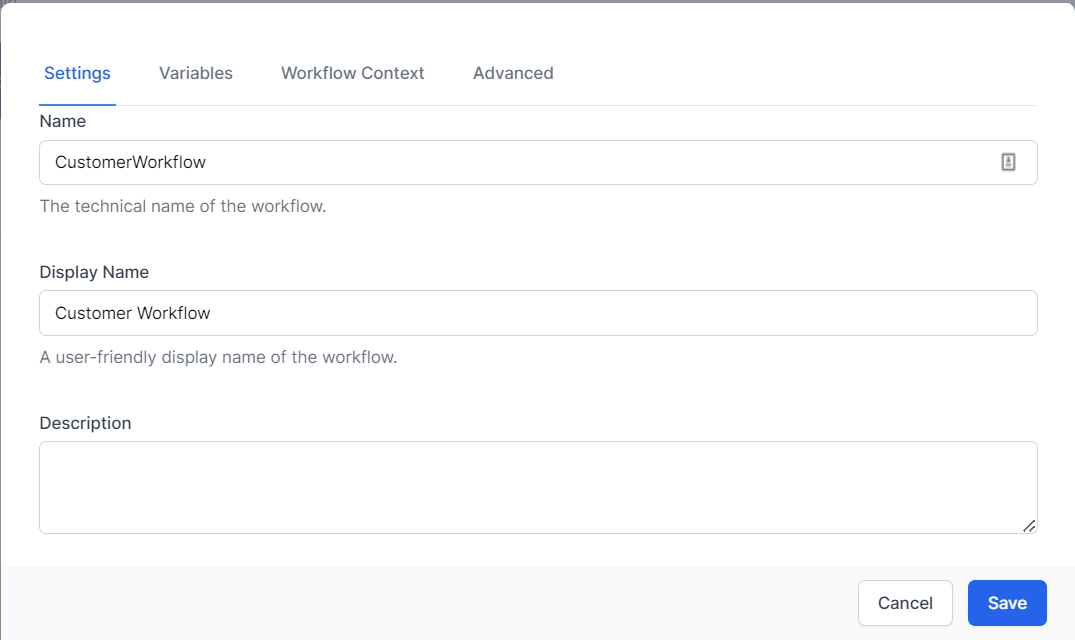 Settings Variables Workflow Context Advanced
Name
CustomerWorkflow
The technical name of the workflow.
Display Name
Customer Workflow
A user-friendly display name of the workflow.
Description
Cancel Save